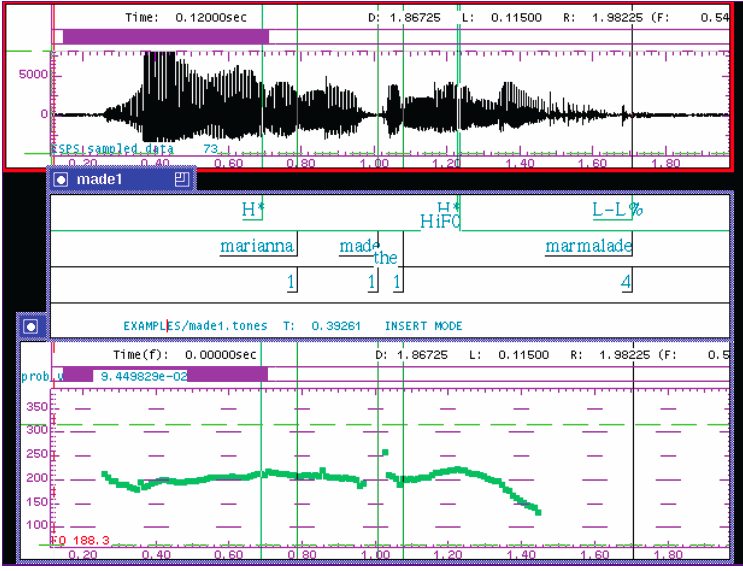 Time: 0.12000sec D: 1.86725 L: 0.11500 R: 1.98225 (F: 0.54
5000
0
ESPS sampled data 73
0.20 0.40 0.60 0.80 1.00 1.20 1.40 1.60 1.80
made1
H* H* L-L%
HiF0
marianna made the marmalade
1 1 1 4
EXAMPLES/made1.tones T: 0.39261 INSERT MODE
Time(f): 0.00000sec D: 1.86725 L: 0.11500 R: 1.98225 (F: 0.5
prob_v 9.449829e-02
350
300
250
200
150
100
F0 188.3
0.20 0.40 0.60 0.80 1.00 1.20 1.40 1.60 1.80